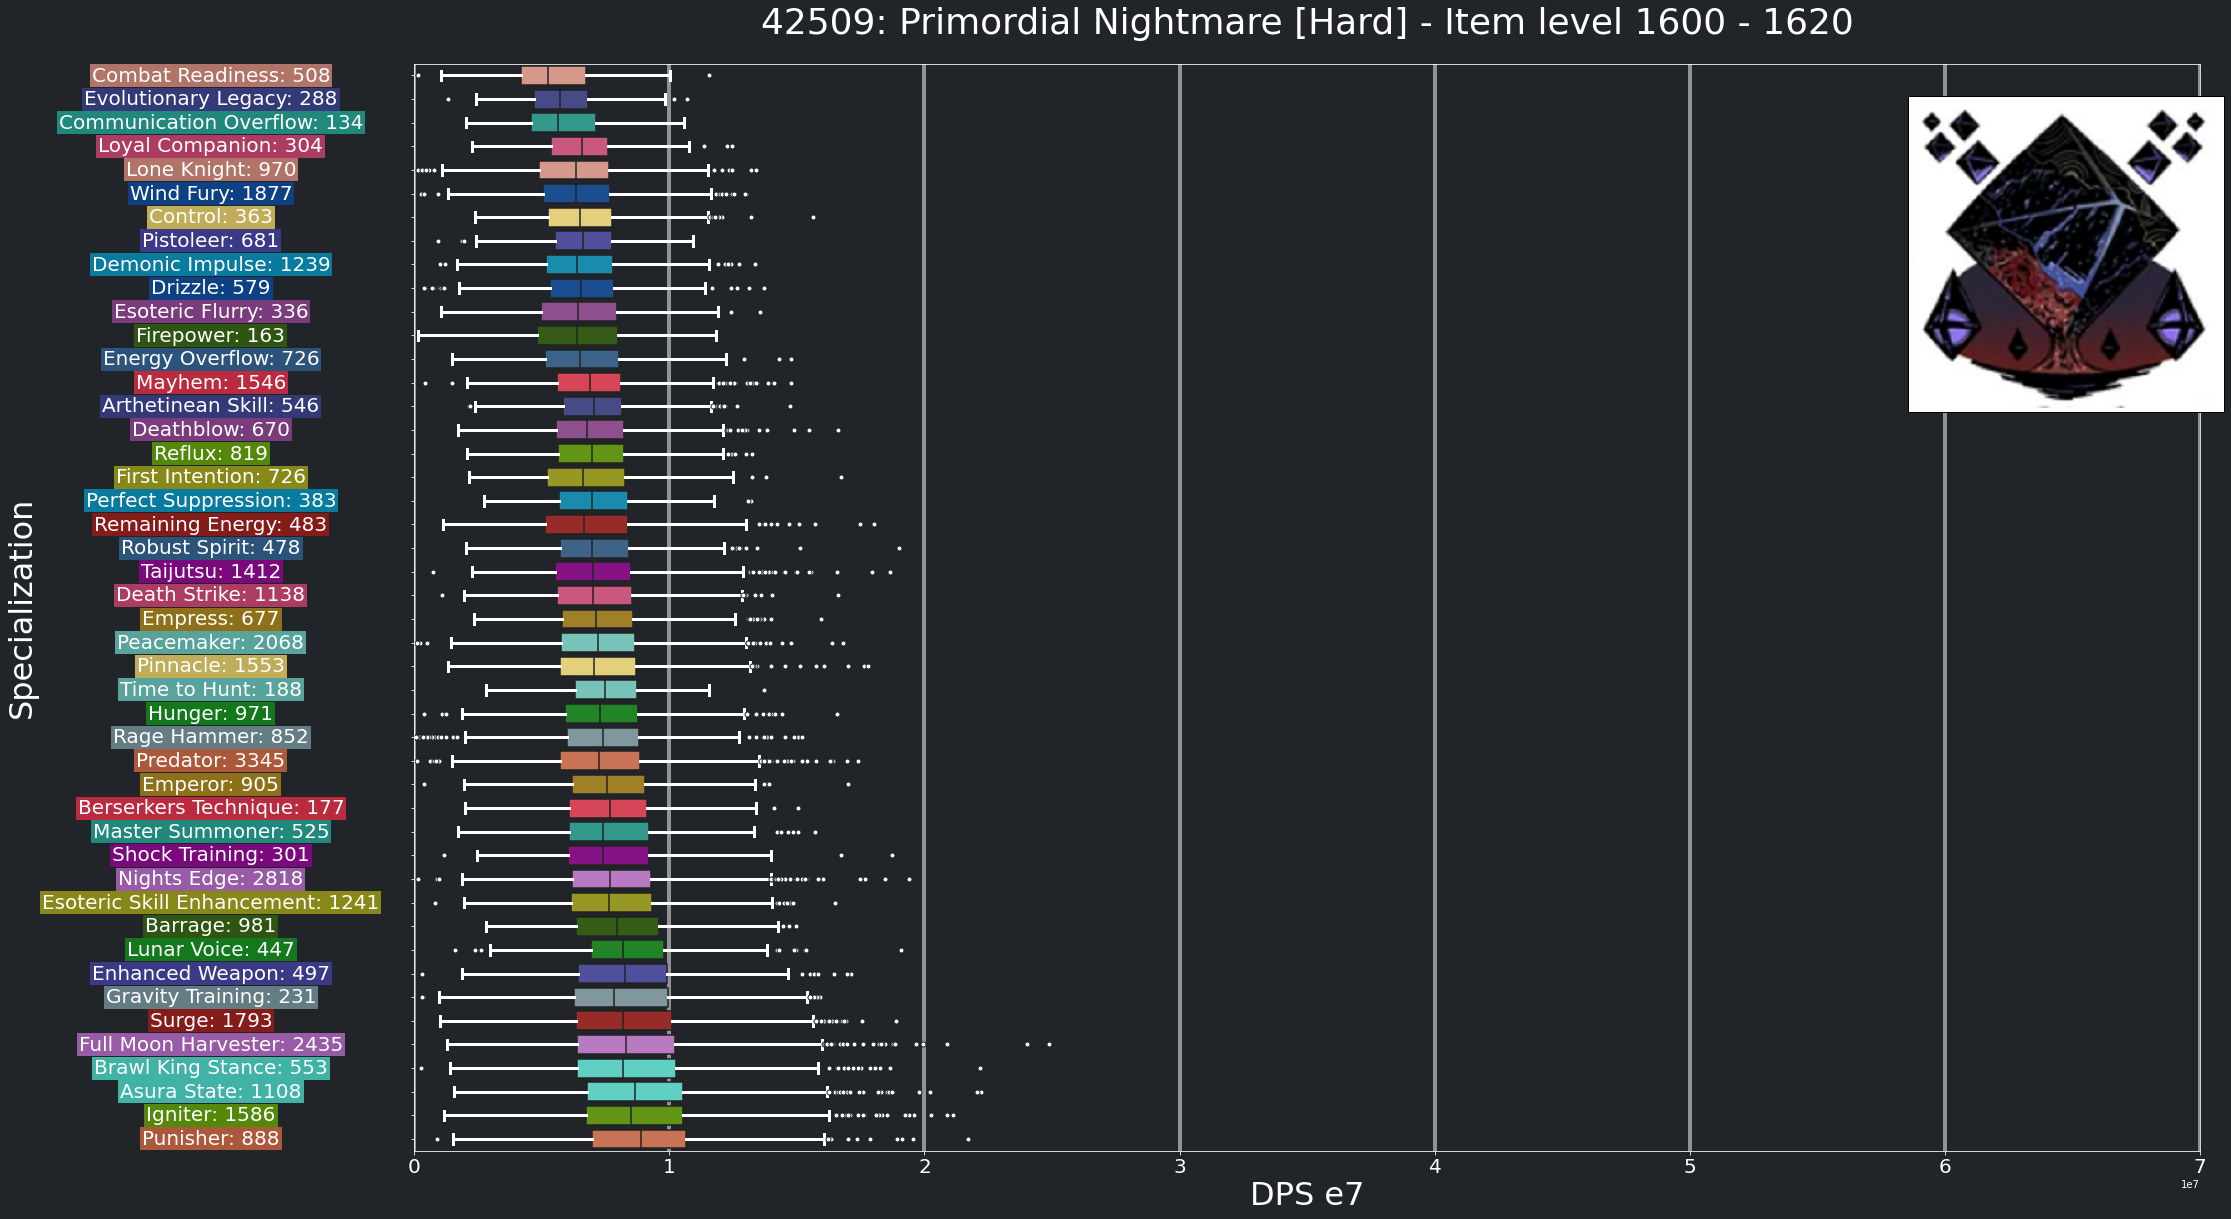 42509: Primordial Nightmare [Hard] - Item level 1600 - 1620
Specialization
Combat Readiness: 508
Evolutionary Legacy: 288
Communication Overflow: 134
Loyal Companion: 304
Lone Knight: 970
Wind Fury: 1877
Control: 363
Pistoleer: 681
Demonic Impulse: 1239
Drizzle: 579
Esoteric Flurry: 336
Firepower: 163
Energy Overflow: 726
Mayhem: 1546
Arthetinean Skill: 546
Deathblow: 670
Reflux: 819
First Intention: 726
Perfect Suppression: 383
Remaining Energy: 483
Robust Spirit: 478
Taijutsu: 1412
Death Strike: 1138
Empress: 677
Peacemaker: 2068
Pinnacle: 1553
Time to Hunt: 188
Hunger: 971
Rage Hammer: 852
Predator: 3345
Emperor: 905
Berserkers Technique: 177
Master Summoner: 525
Shock Training: 301
Nights Edge: 2818
Esoteric Skill Enhancement: 1241
Barrage: 981
Lunar Voice: 447
Enhanced Weapon: 497
Gravity Training: 231
Surge: 1793
Full Moon Harvester: 2435
Brawl King Stance: 553
Asura State: 1108
Igniter: 1586
Punisher: 888
0 1 2 3 4 5 6 7
1e7
DPS e7